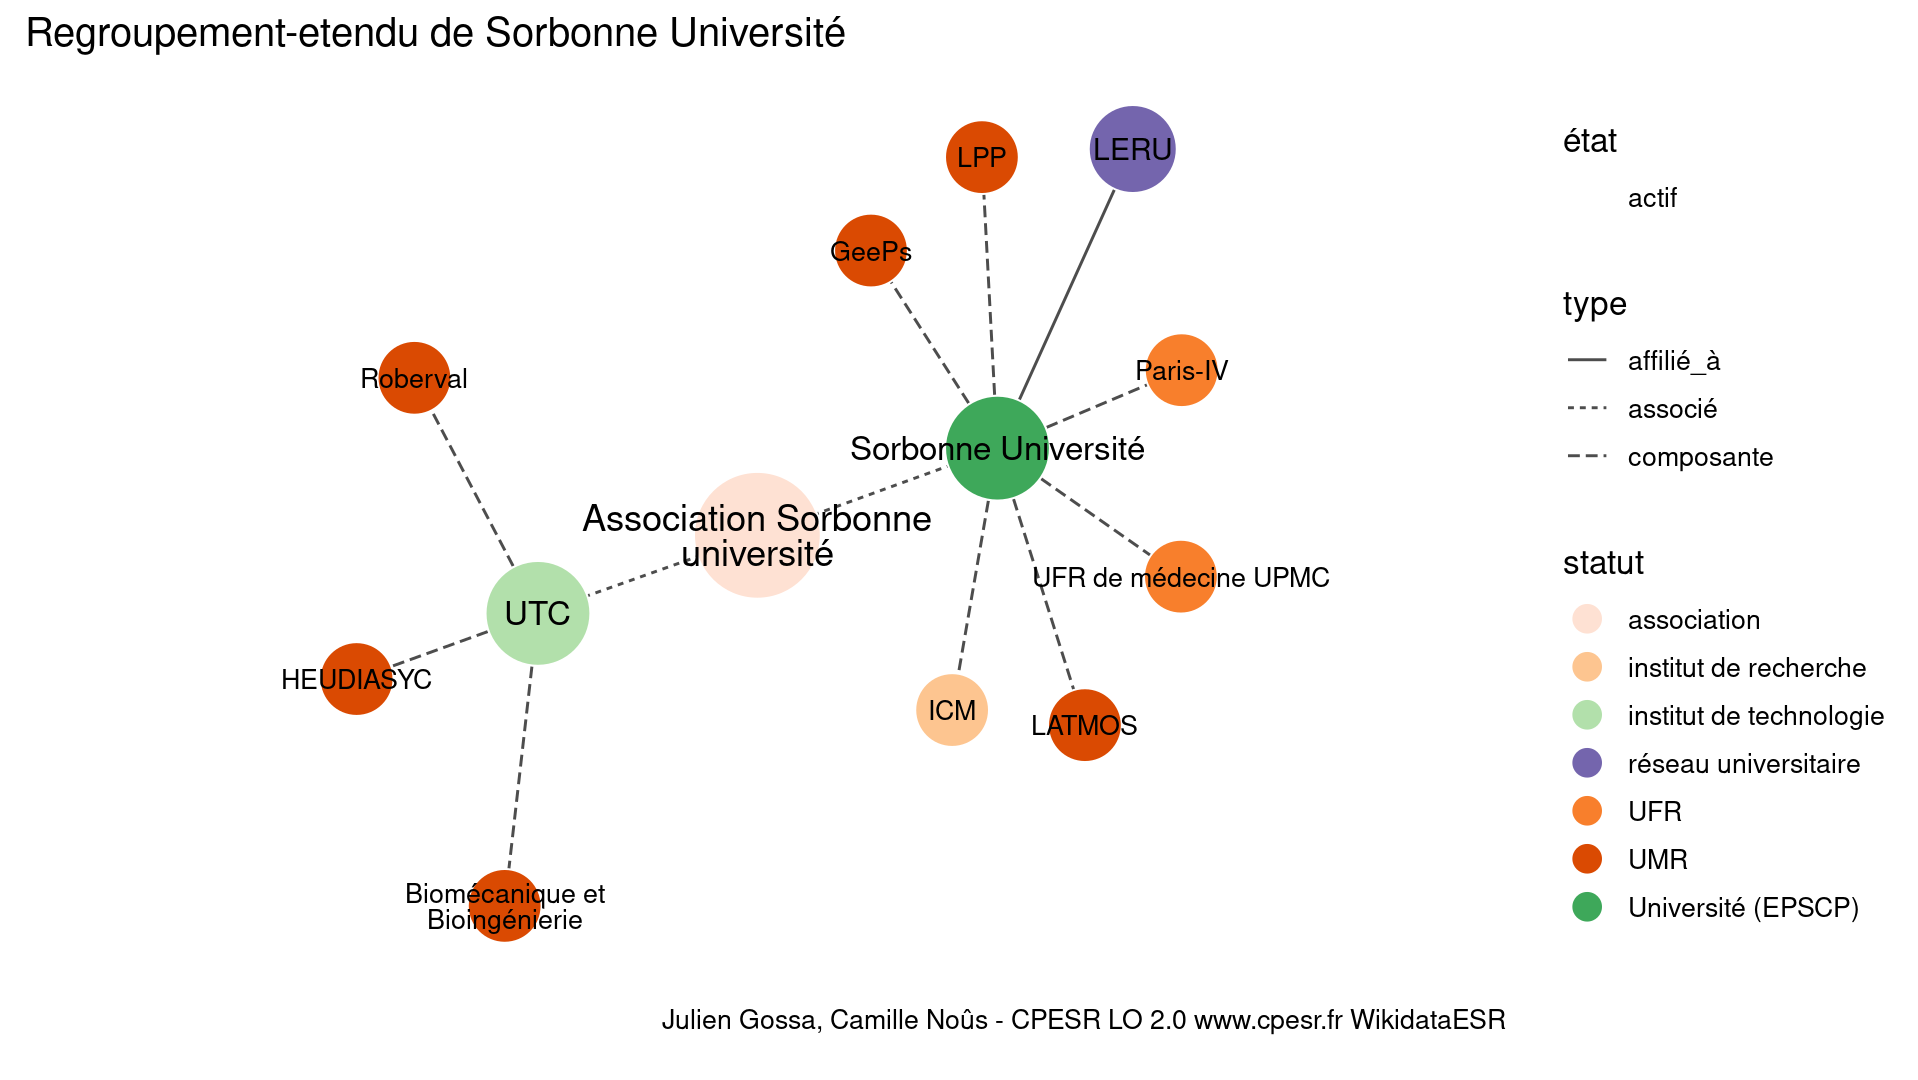 Regroupement-etendu de Sorbonne Université
LERU
LPP
GeePs
Paris-IV
Roberval
Sorbonne Université
Association Sorbonne
université
UFR de médecine UPMC
UTC
HEUDIASYC
ICM
LATMOS
Biomécanique et
Bioingénierie
état
actif
type
affilié_à
associé
composante
statut
association
institut de recherche
institut de technologie
réseau universitaire
UFR
UMR
Université (EPSCP)
Julien Gossa, Camille Noûs - CPESR LO 2.0 www.cpesr.fr WikidataESR